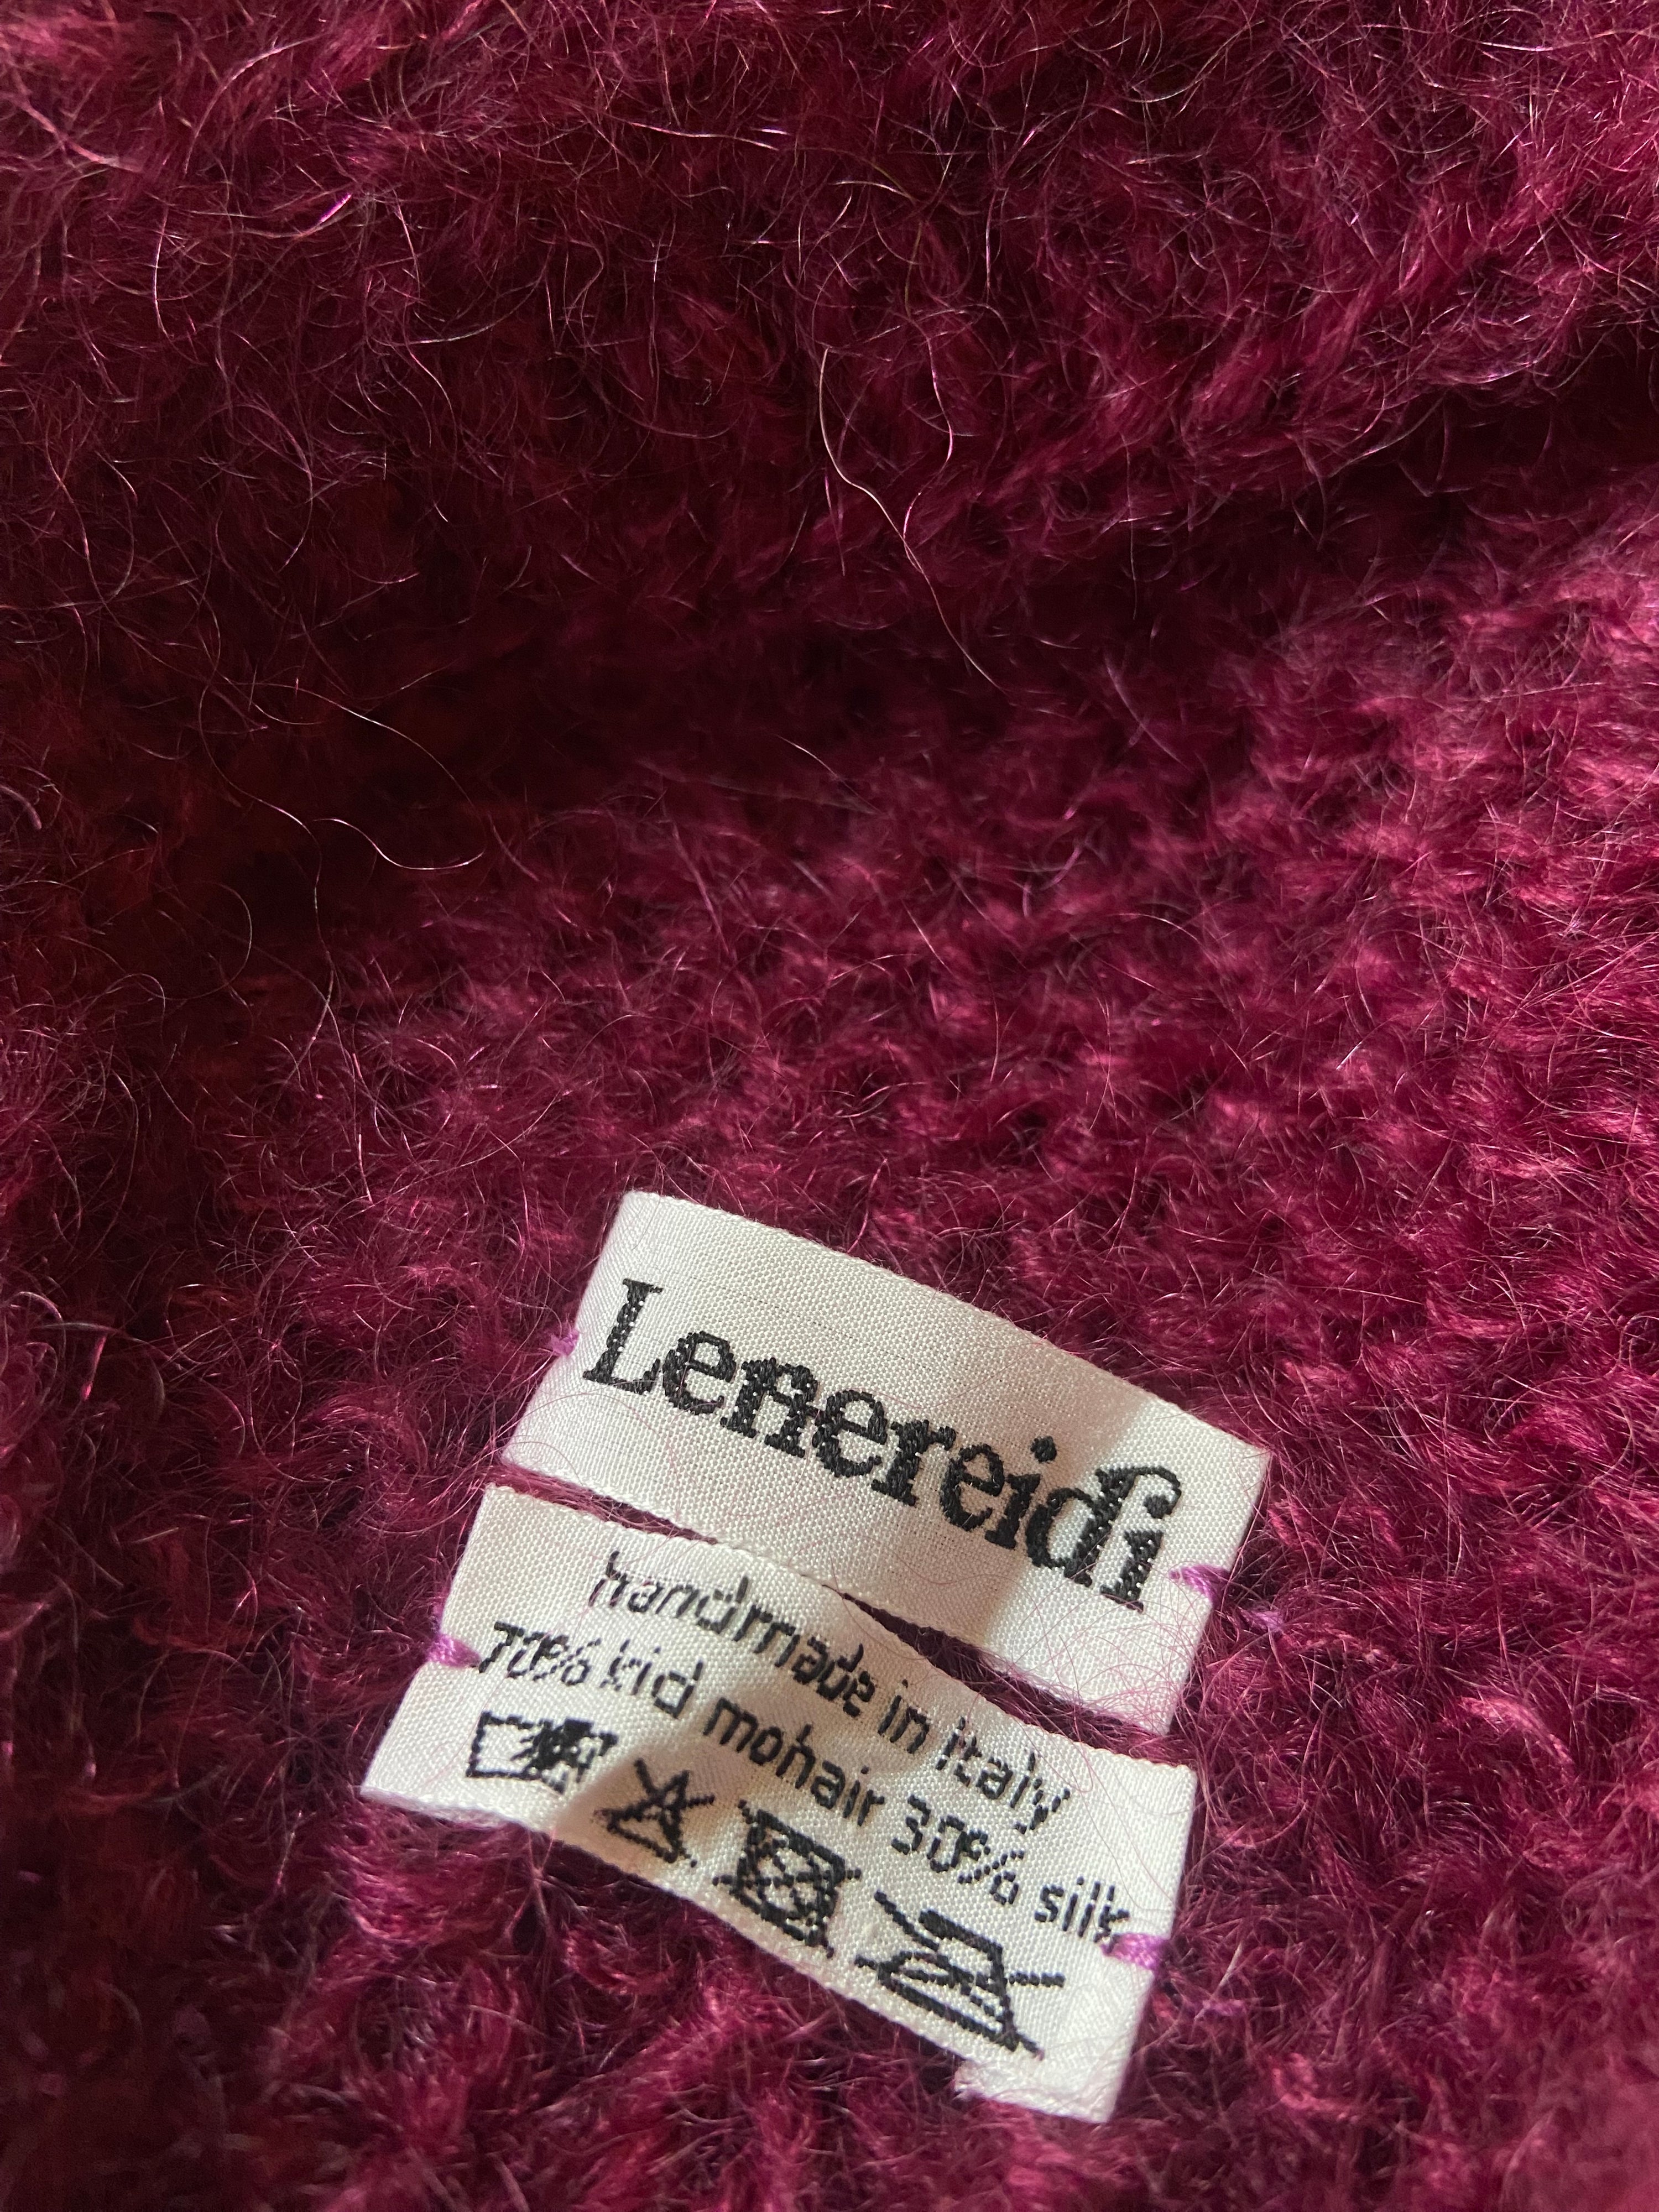 Lenereidi
handmade in italy
70% kid mohair 30% silk